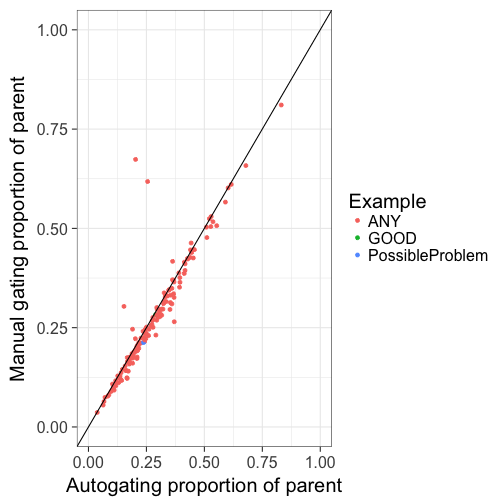 1.00
0.75
0.50
0.25
0.00
Manual gating proportion of parent
0.00 0.25 0.50 0.75 1.00
Autogating proportion of parent
Example
ANY
GOOD
PossibleProblem